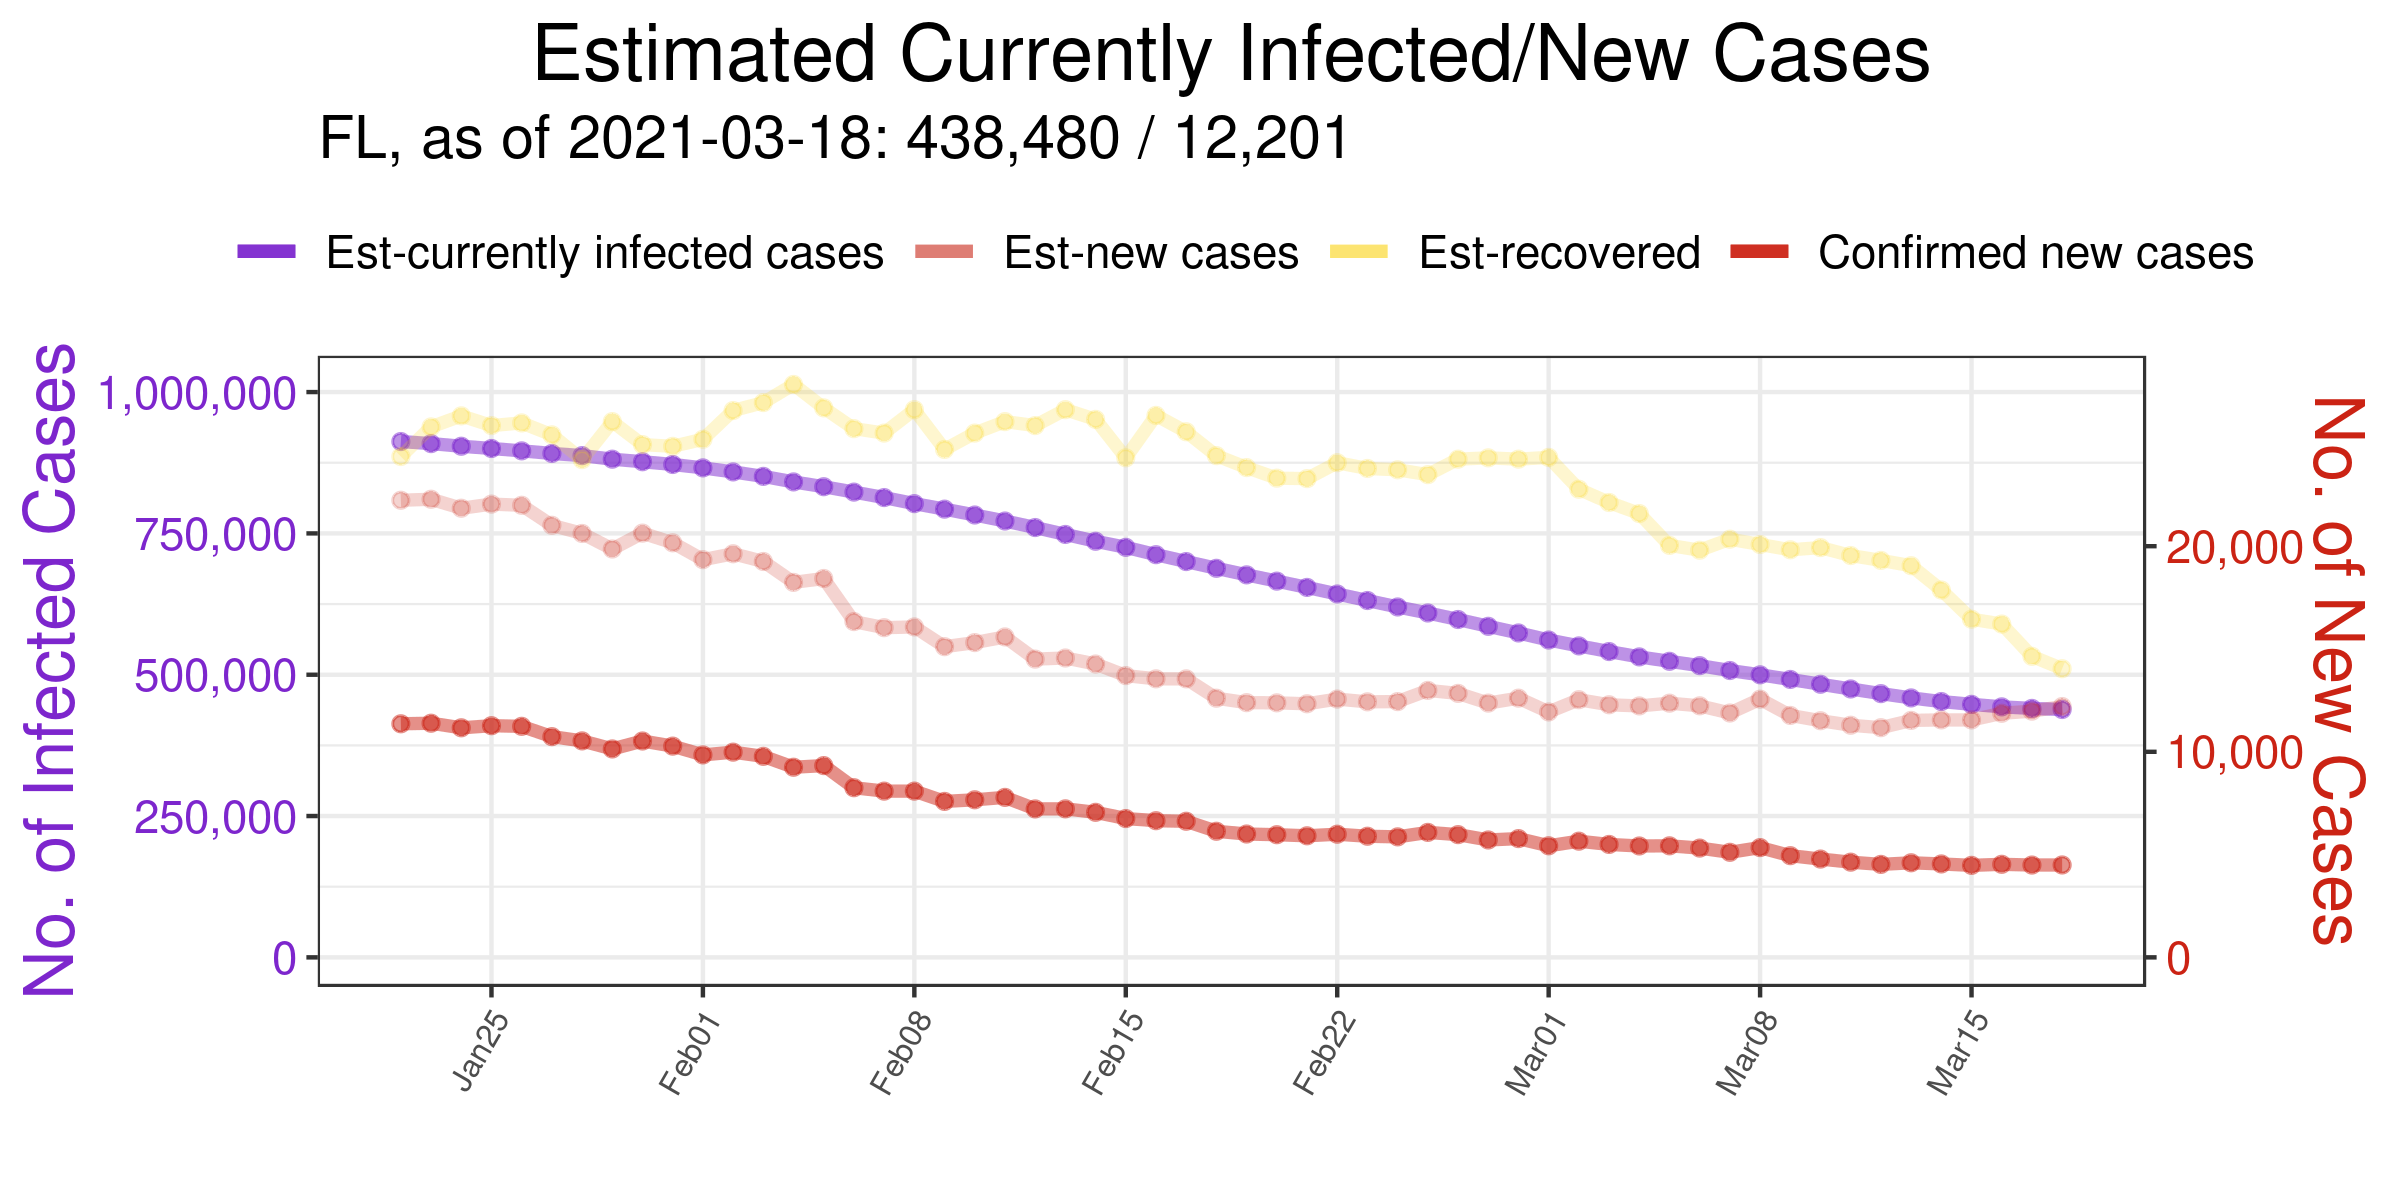 Estimated Currently Infected/New Cases
FL, as of 2021-03-18: 438,480 / 12,201
Est-currently infected cases Est-new cases Est-recovered Confirmed new cases
No. of Infected Cases
1,000,000
750,000
500,000
250,000
0
No. of New Cases
20,000
10,000
0
Jan25 Feb01 Feb08 Feb15 Feb22 Mar01 Mar08 Mar15